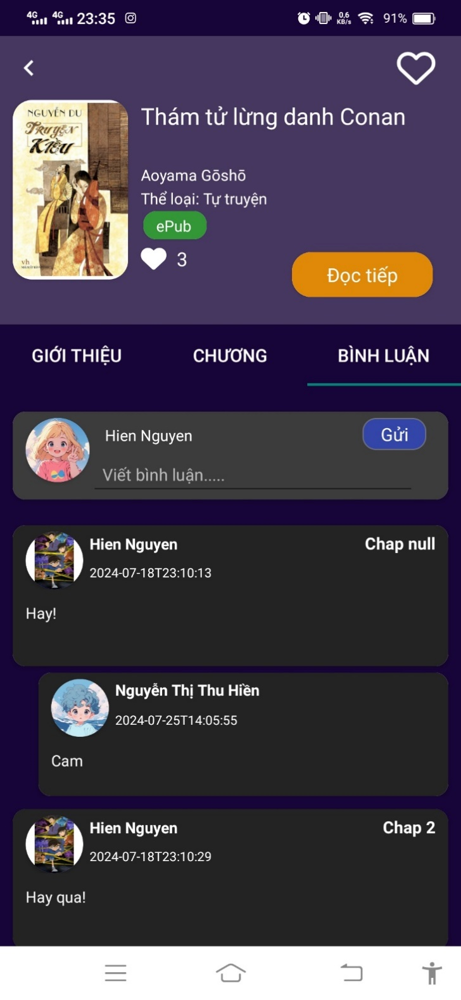 4G 4G 23:35 0,6 KB/s 91%
NGUYỄN DU
TRUYỆN
KIỀU
vh
Thám tử lừng danh Conan
Aoyama Gōshō
Thể loại: Tự truyện
ePub
3
Đọc tiếp
GIỚI THIỆU CHƯƠNG BÌNH LUẬN
Hien Nguyen
Gửi
Viết bình luận.....
Hien Nguyen Chap null
2024-07-18T23:10:13
Hay!
Nguyễn Thị Thu Hiền
2024-07-25T14:05:55
Cam
Hien Nguyen Chap 2
2024-07-18T23:10:29
Hay qua!